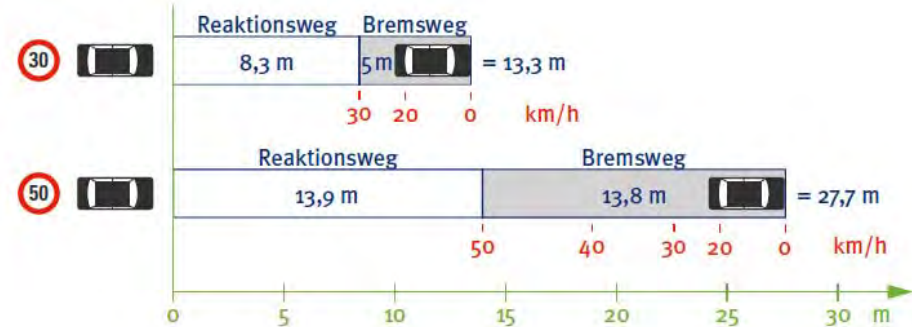 Reaktionsweg Bremsweg
30 8,3 m 5 m = 13,3 m
30 20 0 km/h
Reaktionsweg Bremsweg
50 13,9 m 13,8 m = 27,7 m
50 40 30 20 0 km/h
0 5 10 15 20 25 30 m